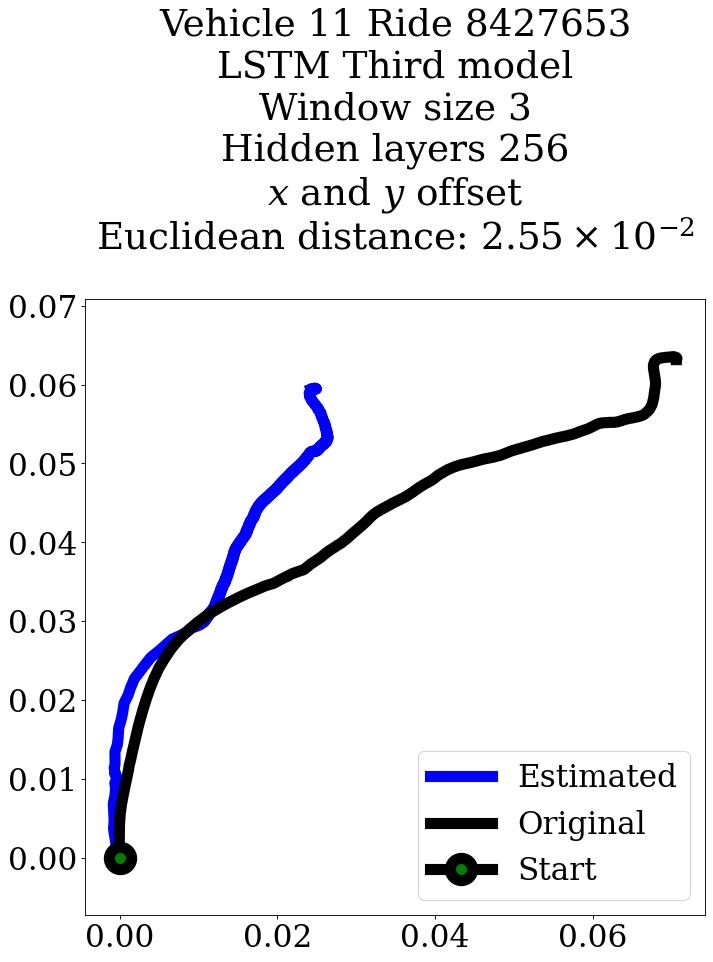 Vehicle 11 Ride 8427653
LSTM Third model
Window size 3
Hidden layers 256
x and y offset
Euclidean distance: 2.55 × 10⁻²
0.07
0.06
0.05
0.04
0.03
0.02
0.01
0.00
Estimated
Original
Start
0.00 0.02 0.04 0.06